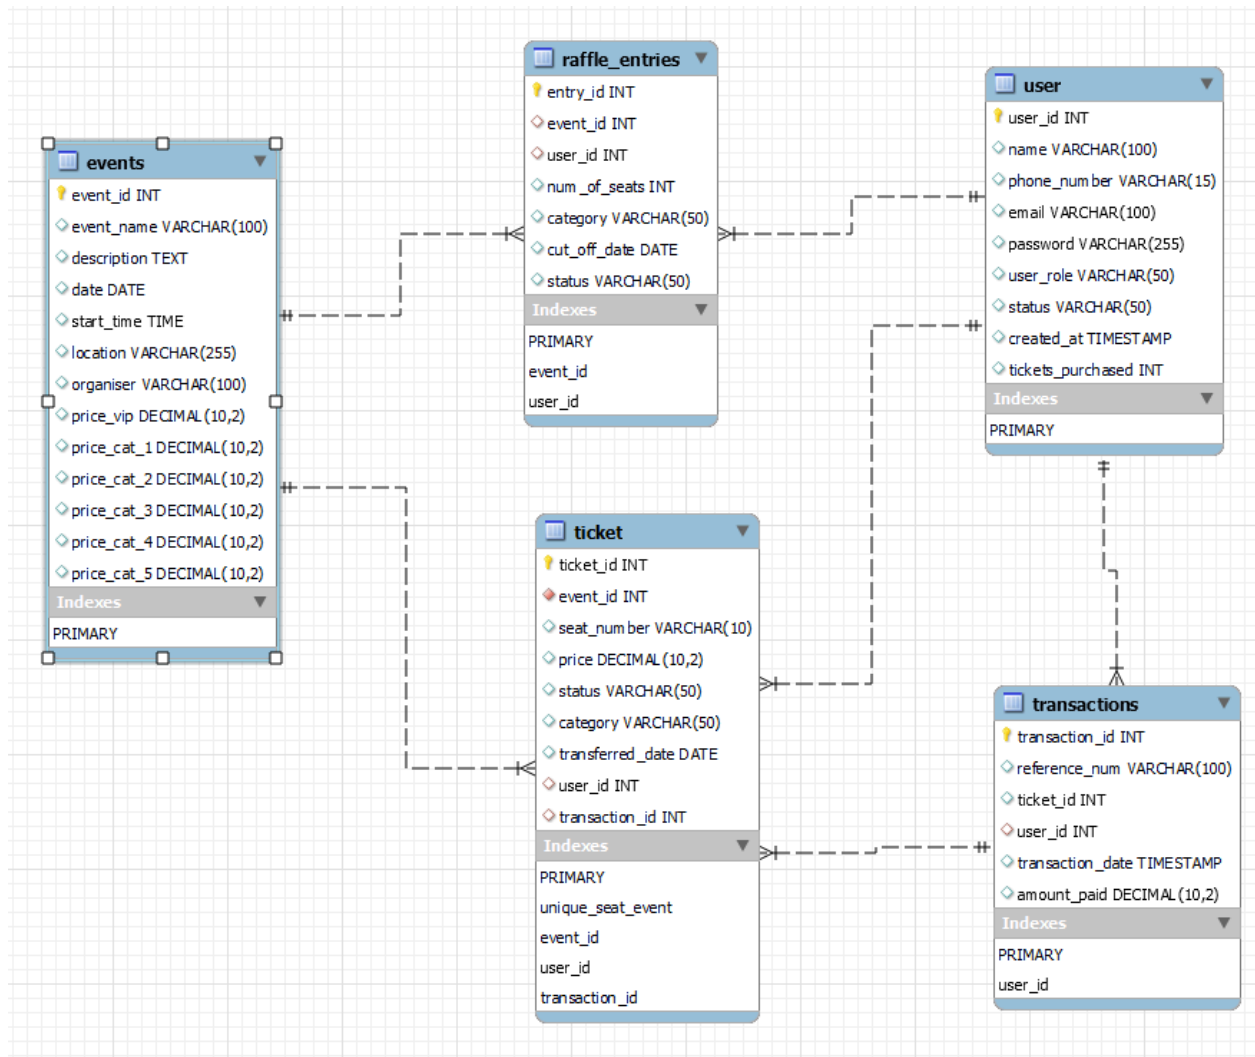 events
event_id INT
event_name VARCHAR(100)
description TEXT
date DATE
start_time TIME
location VARCHAR(255)
organiser VARCHAR(100)
price_vip DECIMAL(10,2)
price_cat_1 DECIMAL(10,2)
price_cat_2 DECIMAL(10,2)
price_cat_3 DECIMAL(10,2)
price_cat_4 DECIMAL(10,2)
price_cat_5 DECIMAL(10,2)
Indexes
PRIMARY
raffle_entries
entry_id INT
event_id INT
user_id INT
num_of_seats INT
category VARCHAR(50)
cut_off_date DATE
status VARCHAR(50)
Indexes
PRIMARY
event_id
user_id
user
user_id INT
name VARCHAR(100)
phone_number VARCHAR(15)
email VARCHAR(100)
password VARCHAR(255)
user_role VARCHAR(50)
status VARCHAR(50)
created_at TIMESTAMP
tickets_purchased INT
Indexes
PRIMARY
ticket
ticket_id INT
event_id INT
seat_number VARCHAR(10)
price DECIMAL(10,2)
status VARCHAR(50)
category VARCHAR(50)
transferred_date DATE
user_id INT
transaction_id INT
Indexes
PRIMARY
unique_seat_event
event_id
user_id
transaction_id
transactions
transaction_id INT
reference_num VARCHAR(100)
ticket_id INT
user_id INT
transaction_date TIMESTAMP
amount_paid DECIMAL(10,2)
Indexes
PRIMARY
user_id